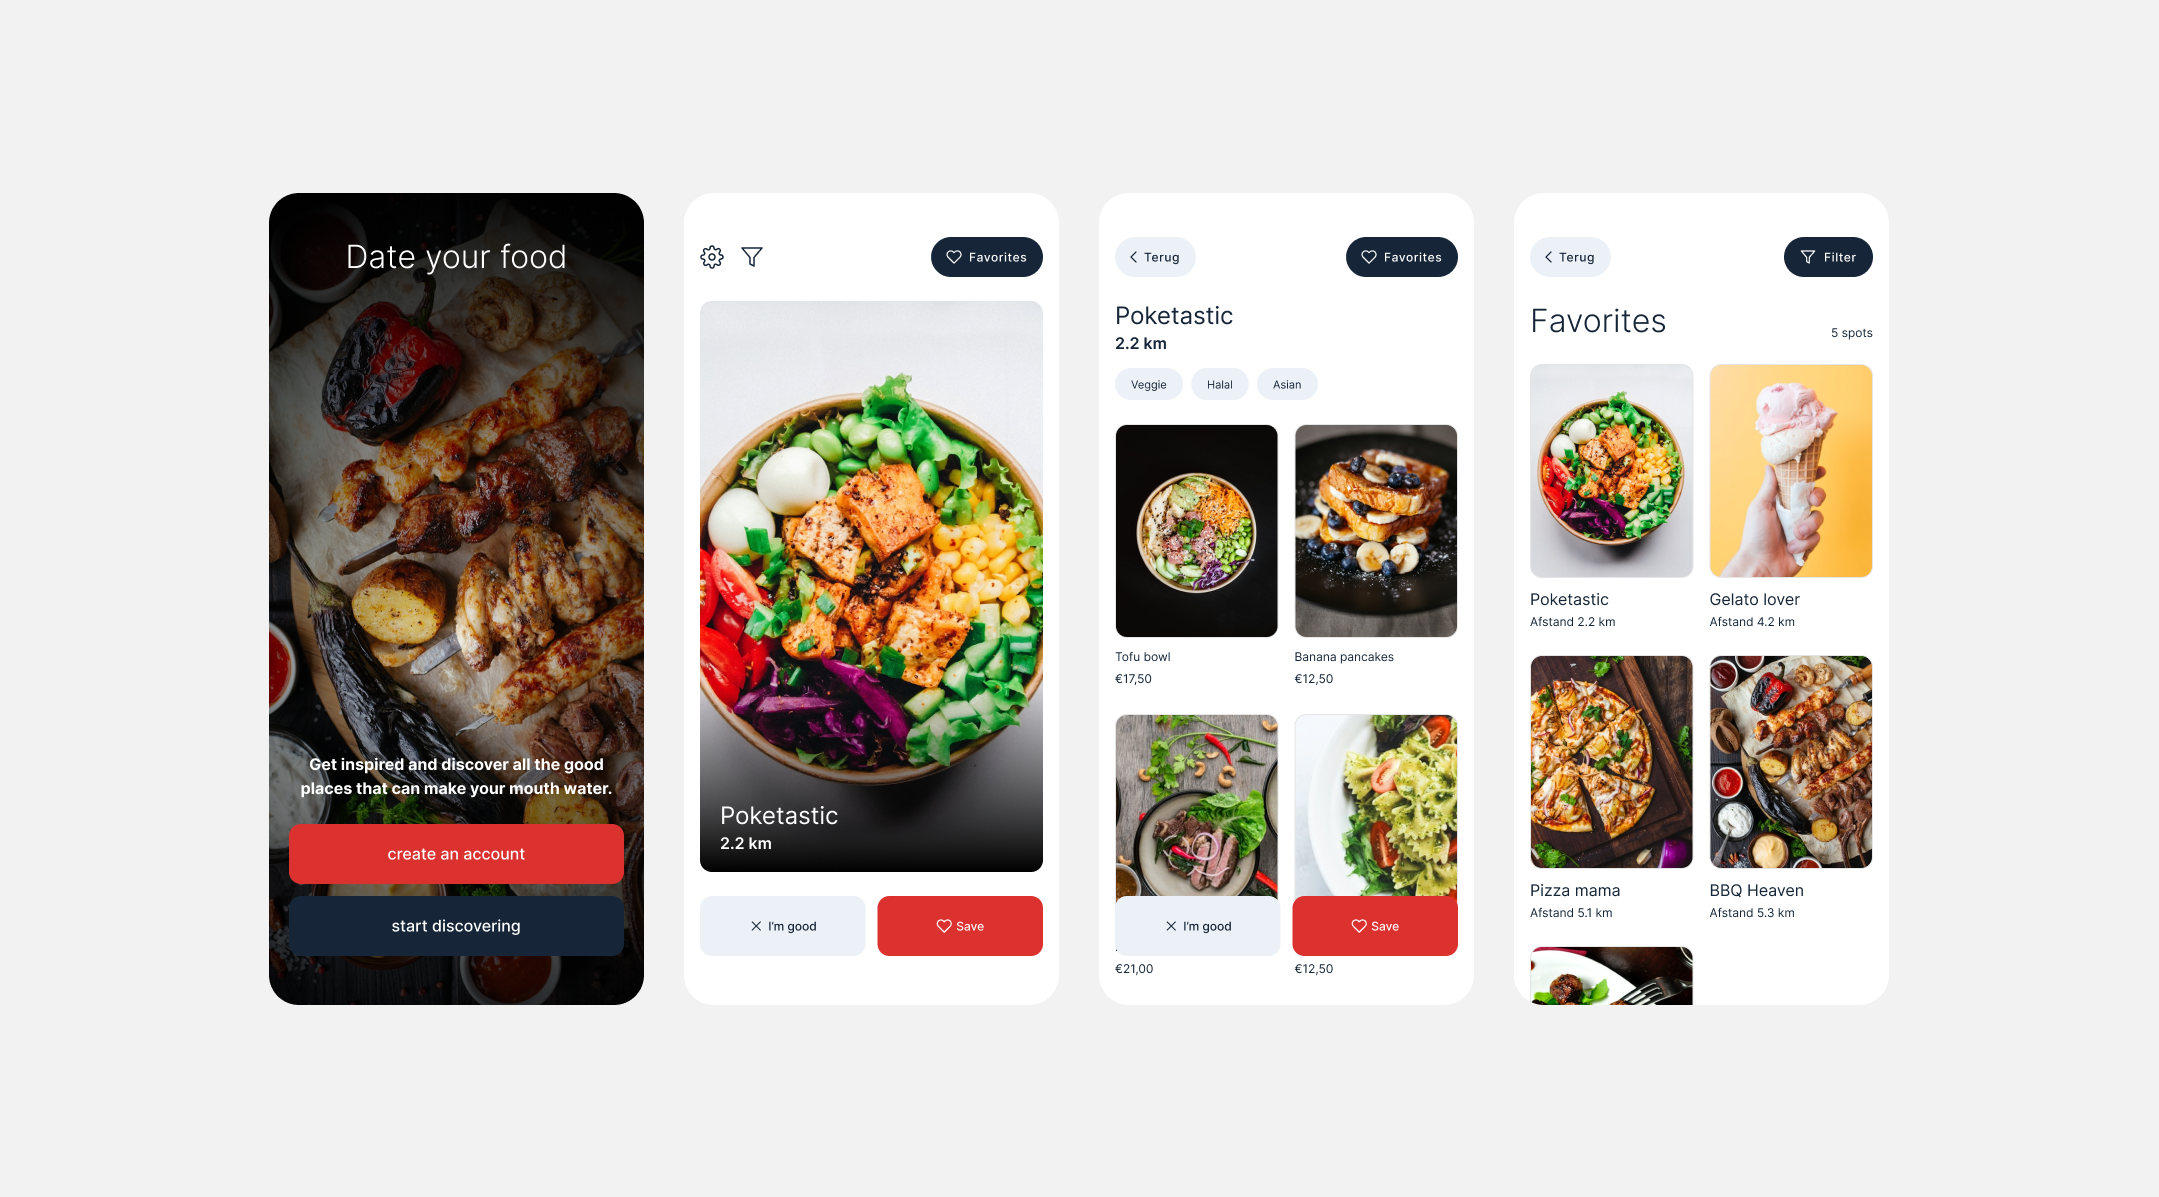 Date your food
Get inspired and discover all the good
places that can make your mouth water.
create an account
start discovering
Favorites
Poketastic
2.2 km
I'm good
Save
Terug
Favorites
Poketastic
2.2 km
Veggie
Halal
Asian
Tofu bowl
€17,50
Banana pancakes
€12,50
I'm good
Save
€21,00
€12,50
Terug
Filter
Favorites
5 spots
Poketastic
Afstand 2.2 km
Gelato lover
Afstand 4.2 km
Pizza mama
Afstand 5.1 km
BBQ Heaven
Afstand 5.3 km